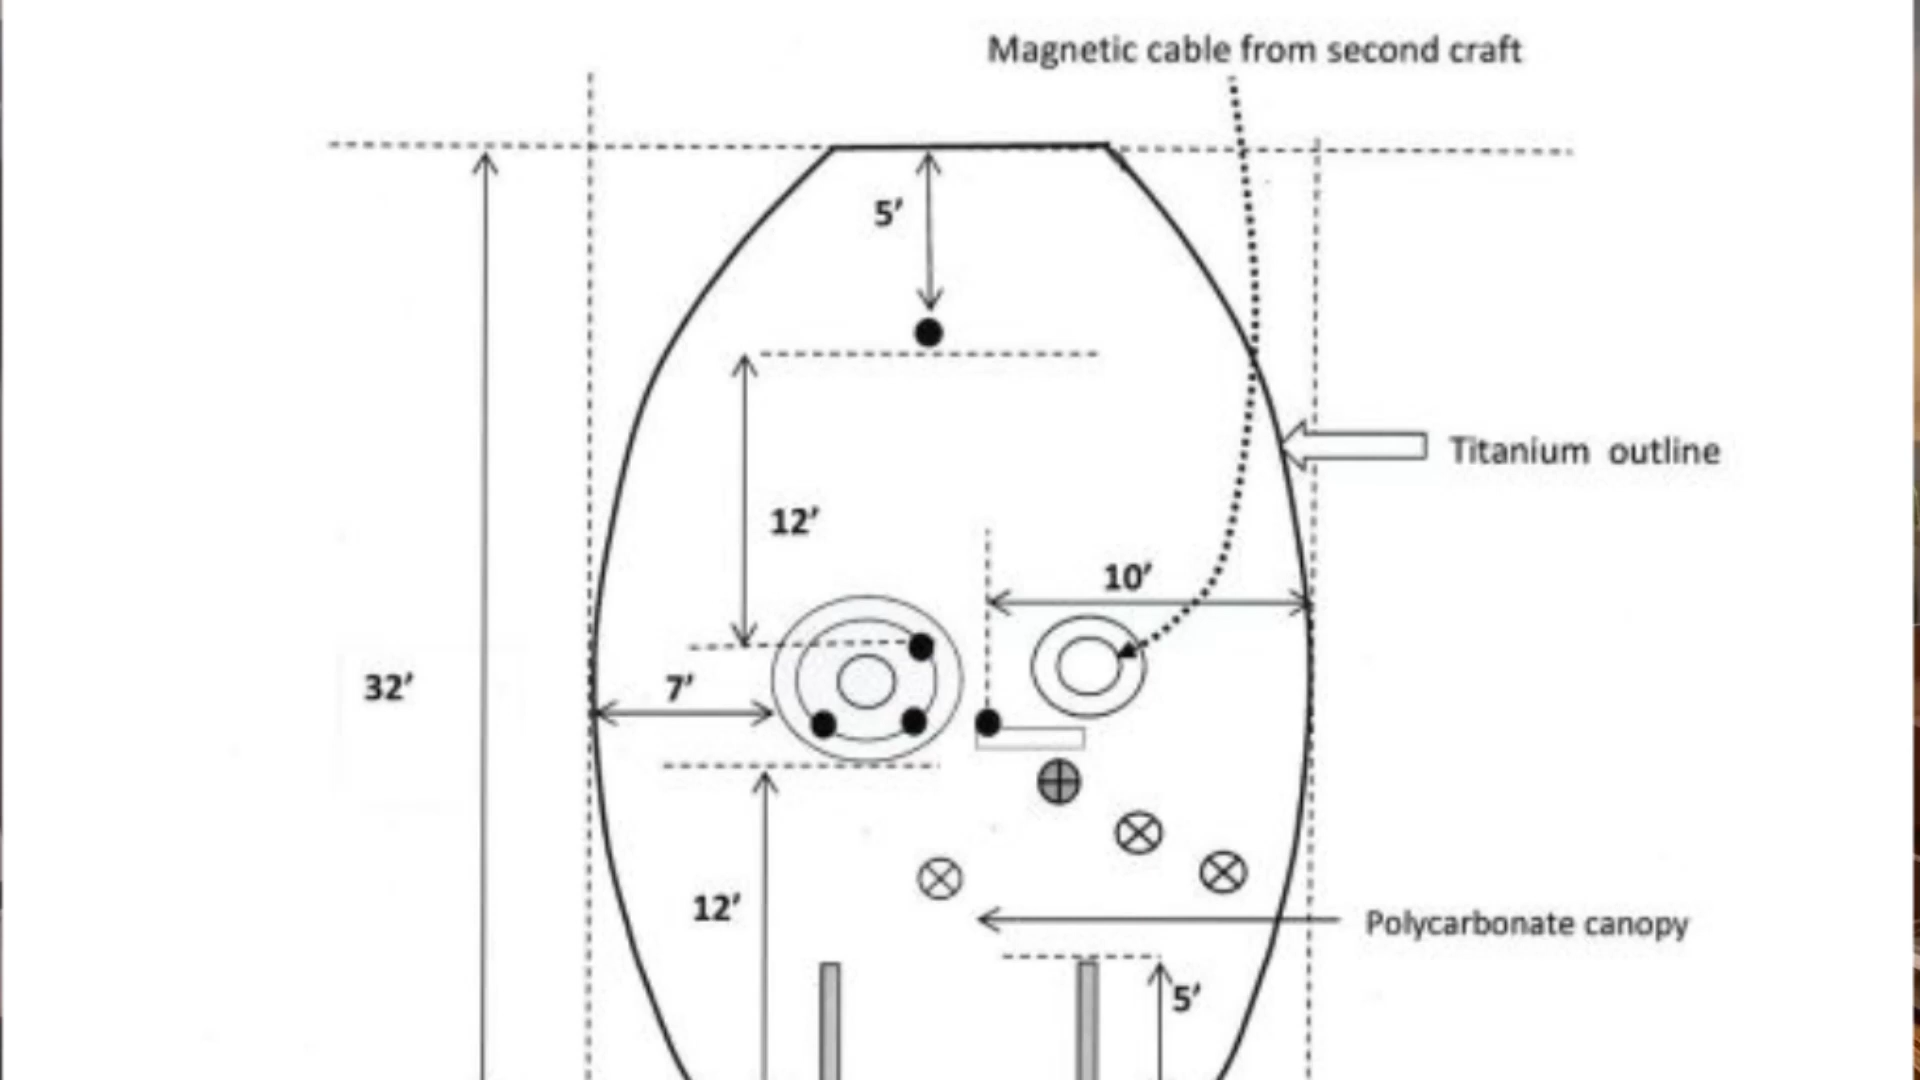 Magnetic cable from second craft
5’
Titanium  outline
12’
10’
32’
7’
12’
Polycarbonate canopy
5’